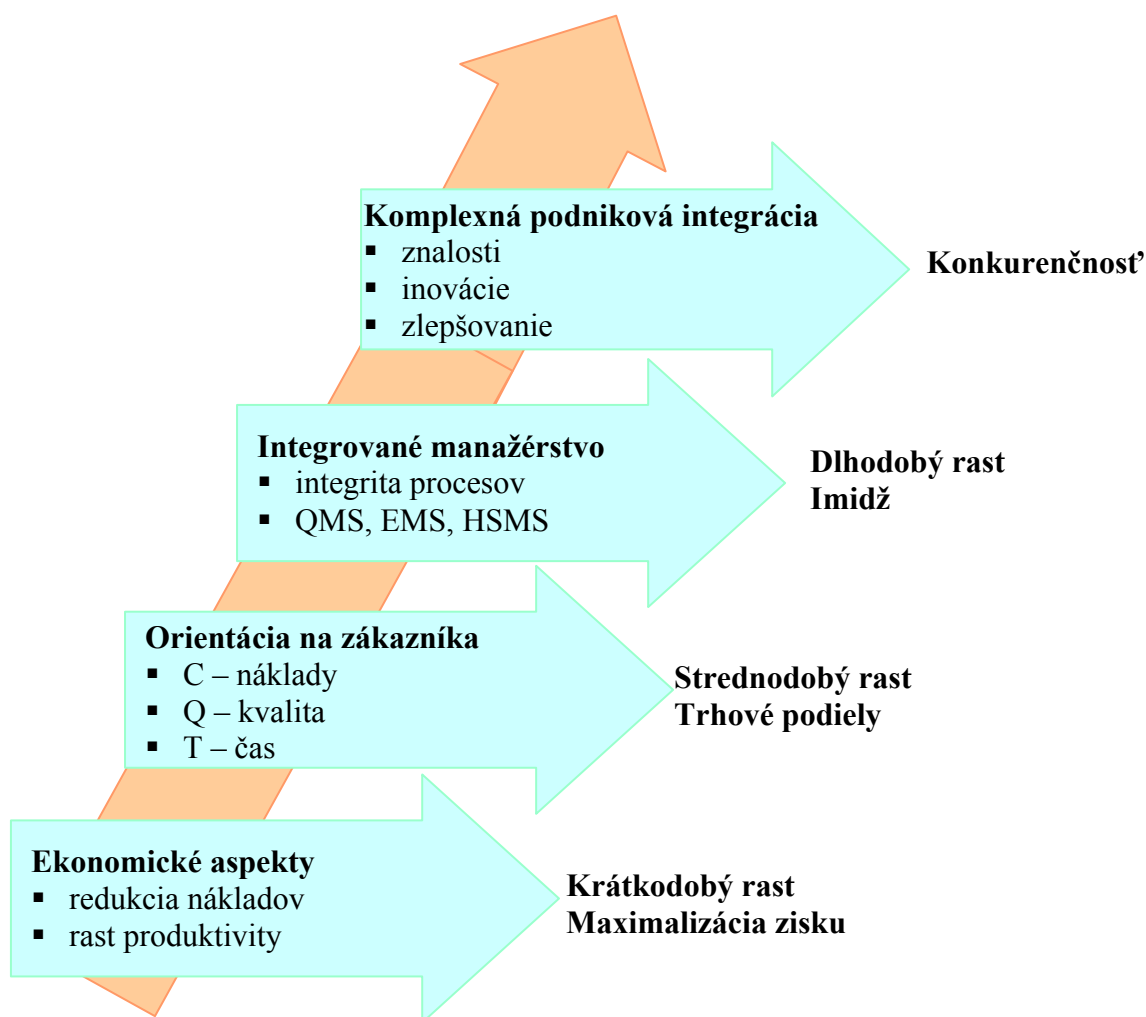 Komplexná podniková integrácia
▪ znalosti
▪ inovácie
▪ zlepšovanie
Konkurenčnosť
Integrované manažérstvo
▪ integrita procesov
▪ QMS, EMS, HSMS
Dlhodobý rast
Imidž
Orientácia na zákazníka
▪ C – náklady
▪ Q – kvalita
▪ T – čas
Strednodobý rast
Trhové podiely
Ekonomické aspekty
▪ redukcia nákladov
▪ rast produktivity
Krátkodobý rast
Maximalizácia zisku